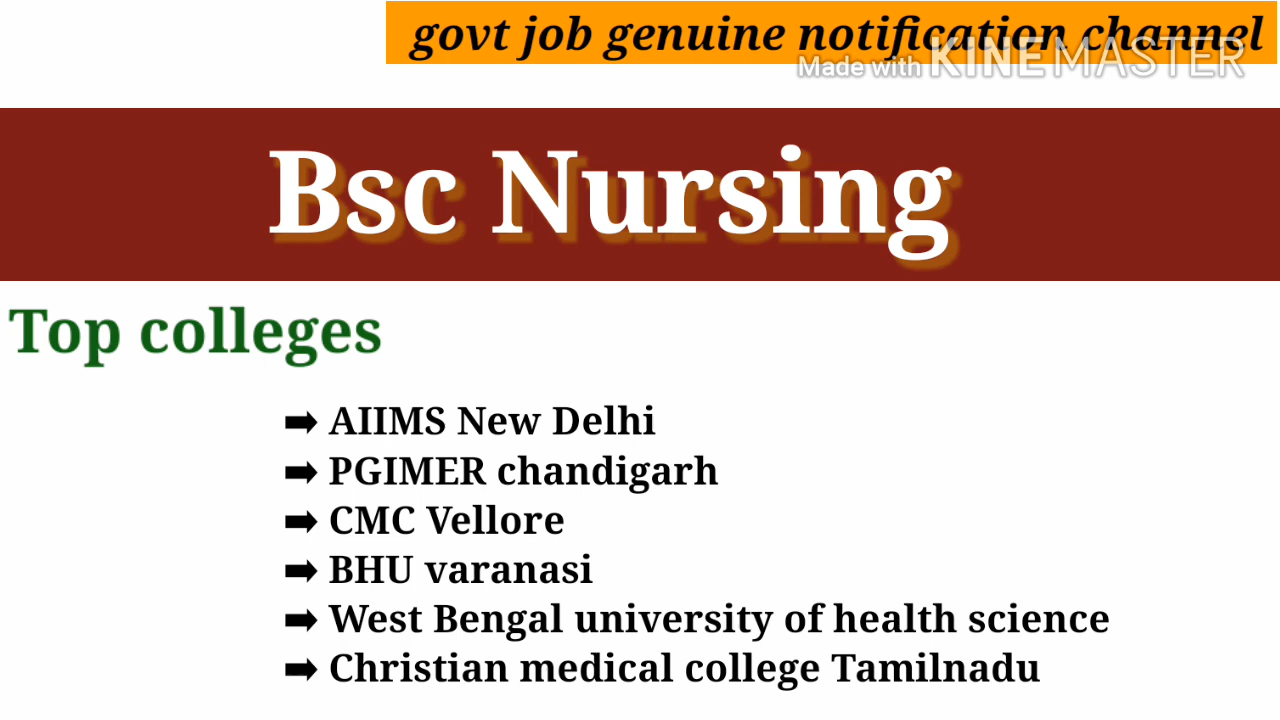 govt job genuine notification channel
Made with KINEMASTER
Bsc Nursing
Top colleges
➡ AIIMS New Delhi
➡ PGIMER chandigarh
➡ CMC Vellore
➡ BHU varanasi
➡ West Bengal university of health science
➡ Christian medical college Tamilnadu